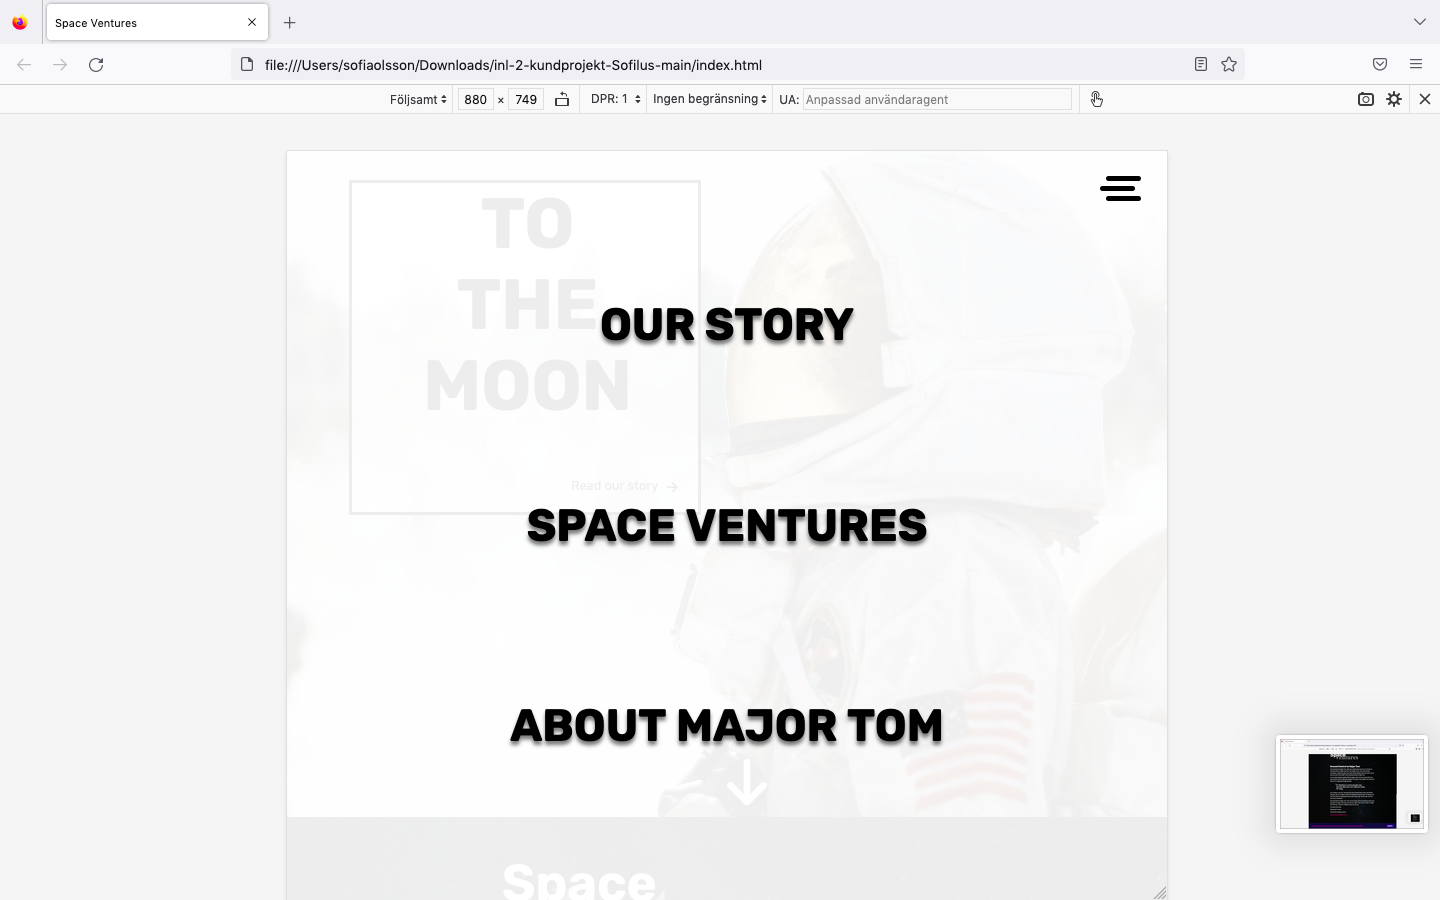 Space Ventures
file:///Users/sofiaolsson/Downloads/inl-2-kundprojekt-Sofilus-main/index.html
Följsamt 880 × 749 DPR: 1 Ingen begränsning UA: Anpassad användaragent
TO
THE
MOON
OUR STORY
Read our story
SPACE VENTURES
ABOUT MAJOR TOM
Space